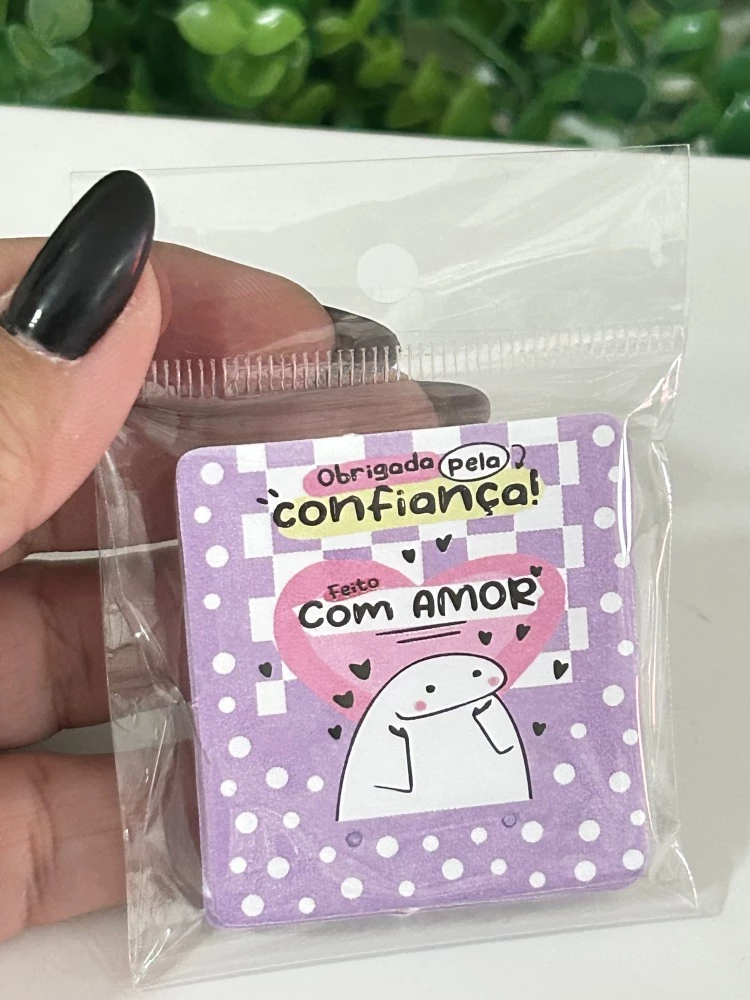 Obrigada pela
confiança!
Feito
Com AMOR